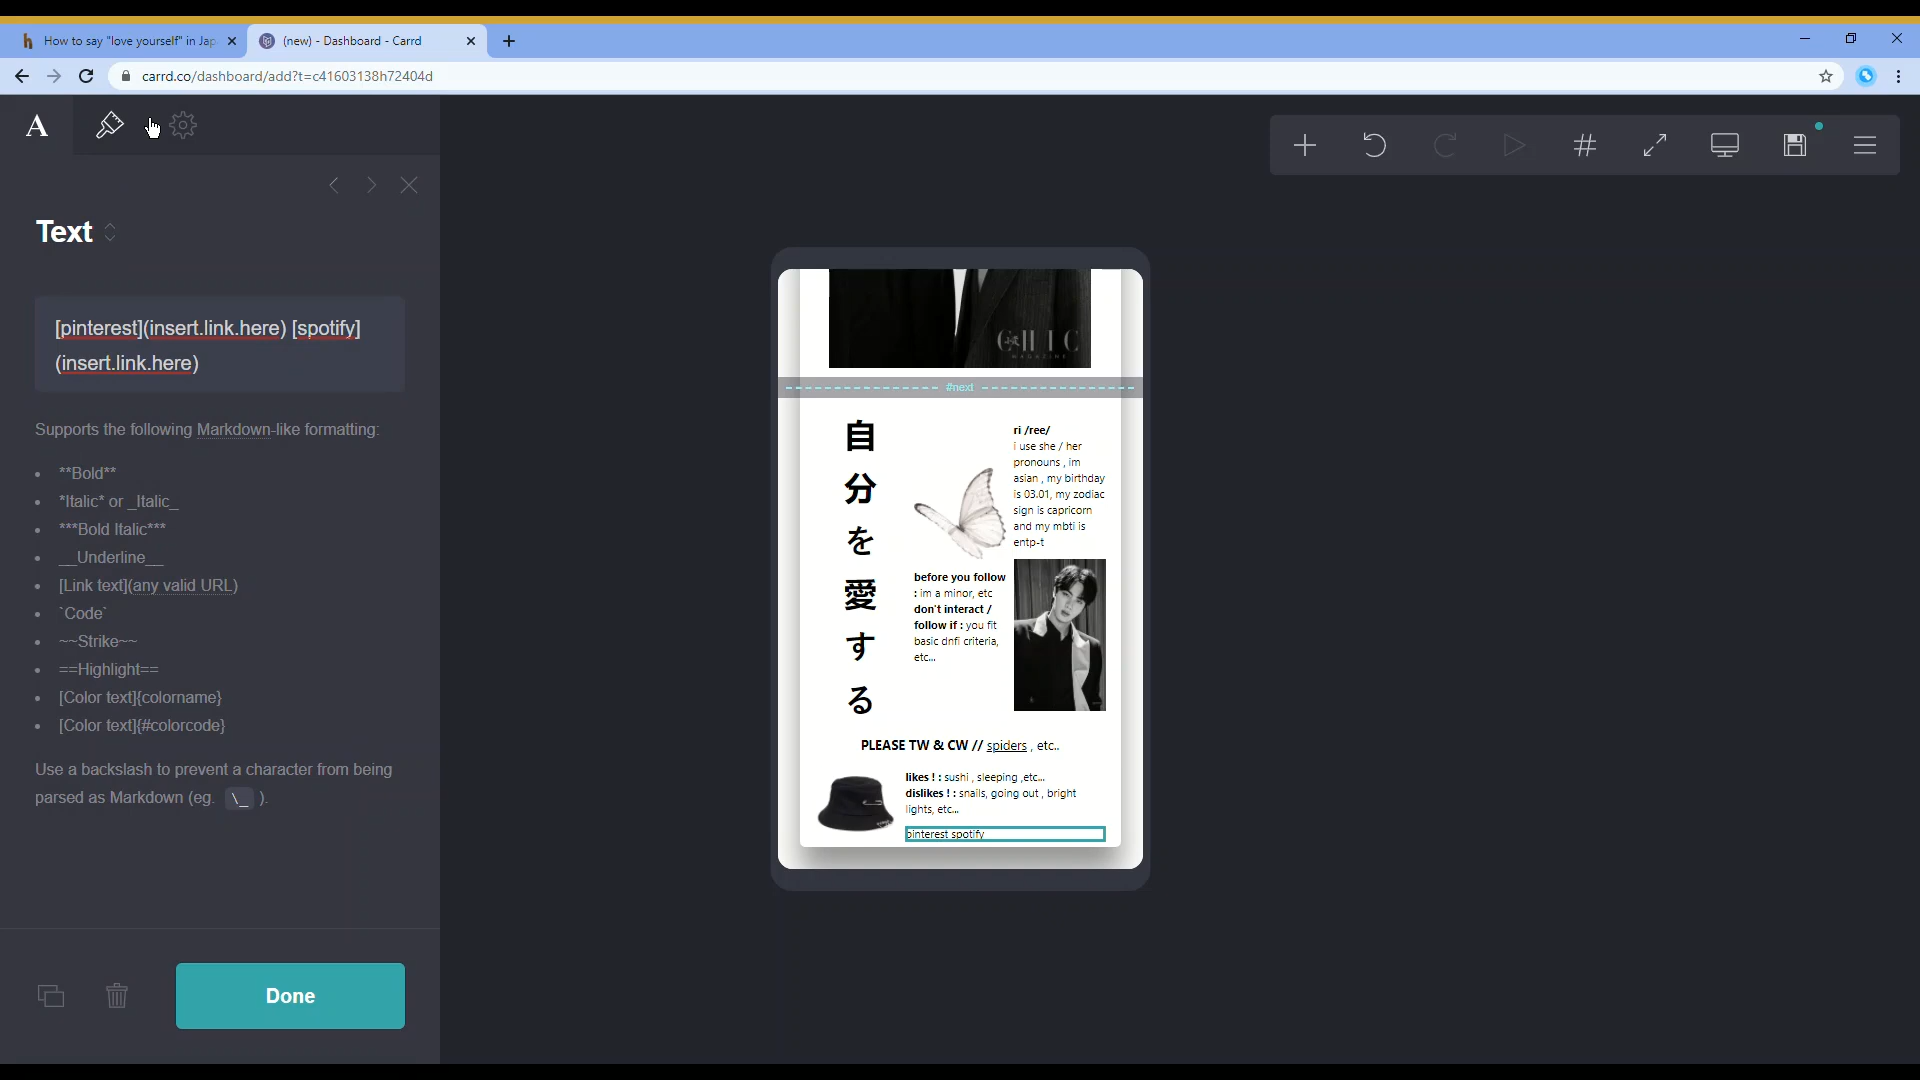 How to say "love yourself" in Jap
(new) - Dashboard - Carrd
carrd.co/dashboard/add?t=c41603138h72404d
A
Text
[pinterest](insert.link.here) [spotify]
(insert.link.here)
Supports the following Markdown-like formatting:
**Bold**
*Italic* or _Italic_
***Bold Italic***
__Underline__
[Link text](any valid URL)
`Code`
~~Strike~~
==Highlight==
[Color text]{colorname}
[Color text]{#colorcode}
Use a backslash to prevent a character from being
parsed as Markdown (eg. \_ ).
Done
CHIC
MAGAZINE
#next
自
分
を
愛
す
る
ri /ree/
i use she / her
pronouns , im
asian , my birthday
is 03.01, my zodiac
sign is capricorn
and my mbti is
entp-t
before you follow
: im a minor, etc
don't interact /
follow if : you fit
basic dnfi criteria,
etc...
PLEASE TW & CW // spiders , etc..
likes ! : sushi , sleeping ,etc...
dislikes ! : snails, going out , bright
lights, etc...
pinterest spotify